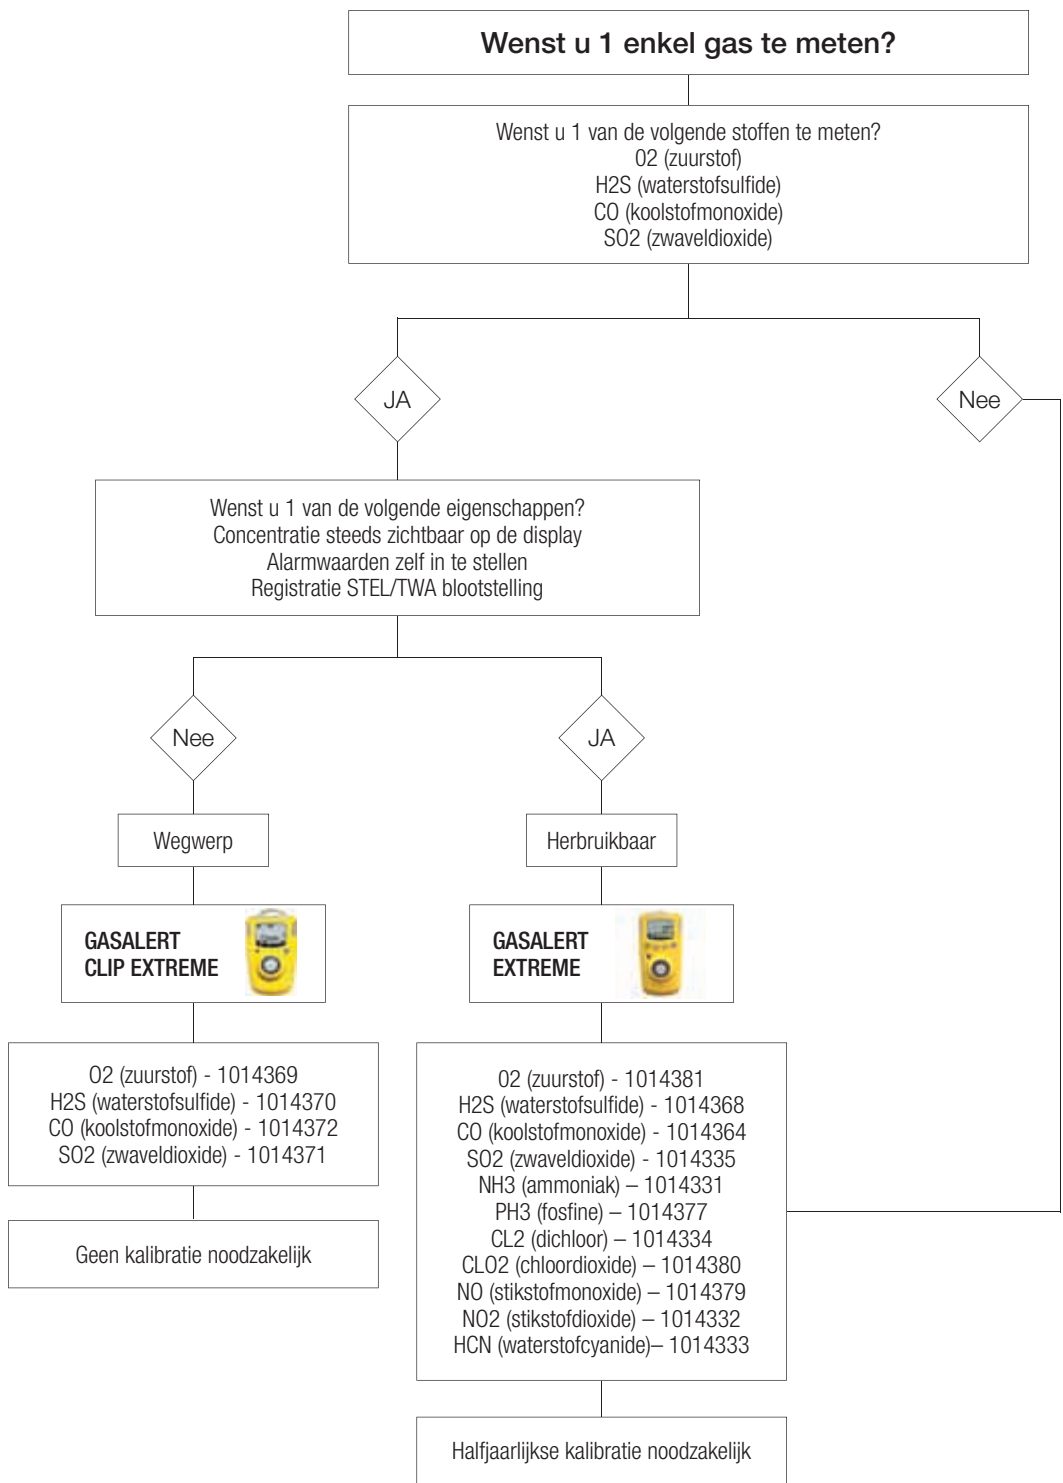 Wenst u 1 enkel gas te meten?
Wenst u 1 van de volgende stoffen te meten?
O2 (zuurstof)
H2S (waterstofsulfide)
CO (koolstofmonoxide)
SO2 (zwaveldioxide)
JA
Nee
Wenst u 1 van de volgende eigenschappen?
Concentratie steeds zichtbaar op de display
Alarmwaarden zelf in te stellen
Registratie STEL/TWA blootstelling
Nee
JA
Wegwerp
Herbruikbaar
GASALERT
CLIP EXTREME
GASALERT
EXTREME
O2 (zuurstof) - 1014369
H2S (waterstofsulfide) - 1014370
CO (koolstofmonoxide) - 1014372
SO2 (zwaveldioxide) - 1014371
Geen kalibratie noodzakelijk
O2 (zuurstof) - 1014381
H2S (waterstofsulfide) - 1014368
CO (koolstofmonoxide) - 1014364
SO2 (zwaveldioxide) - 1014335
NH3 (ammoniak) – 1014331
PH3 (fosfine) – 1014377
CL2 (dichloor) – 1014334
CLO2 (chloordioxide) – 1014380
NO (stikstofmonoxide) – 1014379
NO2 (stikstofdioxide) – 1014332
HCN (waterstofcyanide)– 1014333
Halfjaarlijkse kalibratie noodzakelijk